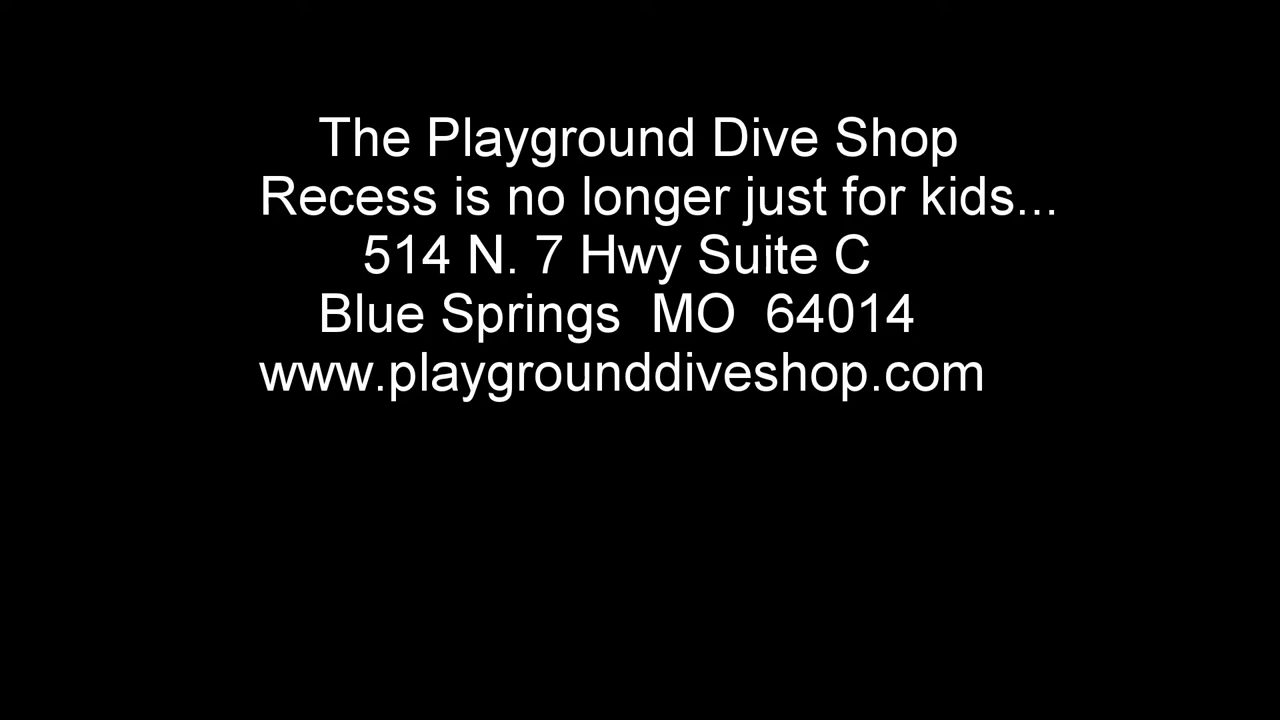 The Playground Dive Shop
Recess is no longer just for kids...
514 N. 7 Hwy Suite C
Blue Springs  MO  64014
www.playgrounddiveshop.com